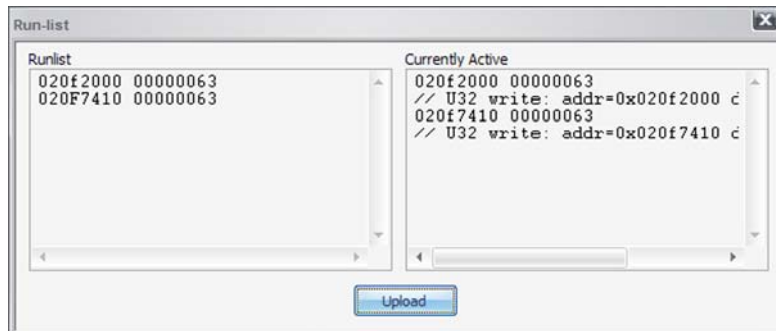 Run-list
Runlist
020f2000 00000063
020F7410 00000063
Currently Active
020f2000 00000063
// U32 write: addr=0x020f2000 d
020f7410 00000063
// U32 write: addr=0x020f7410 d
Upload